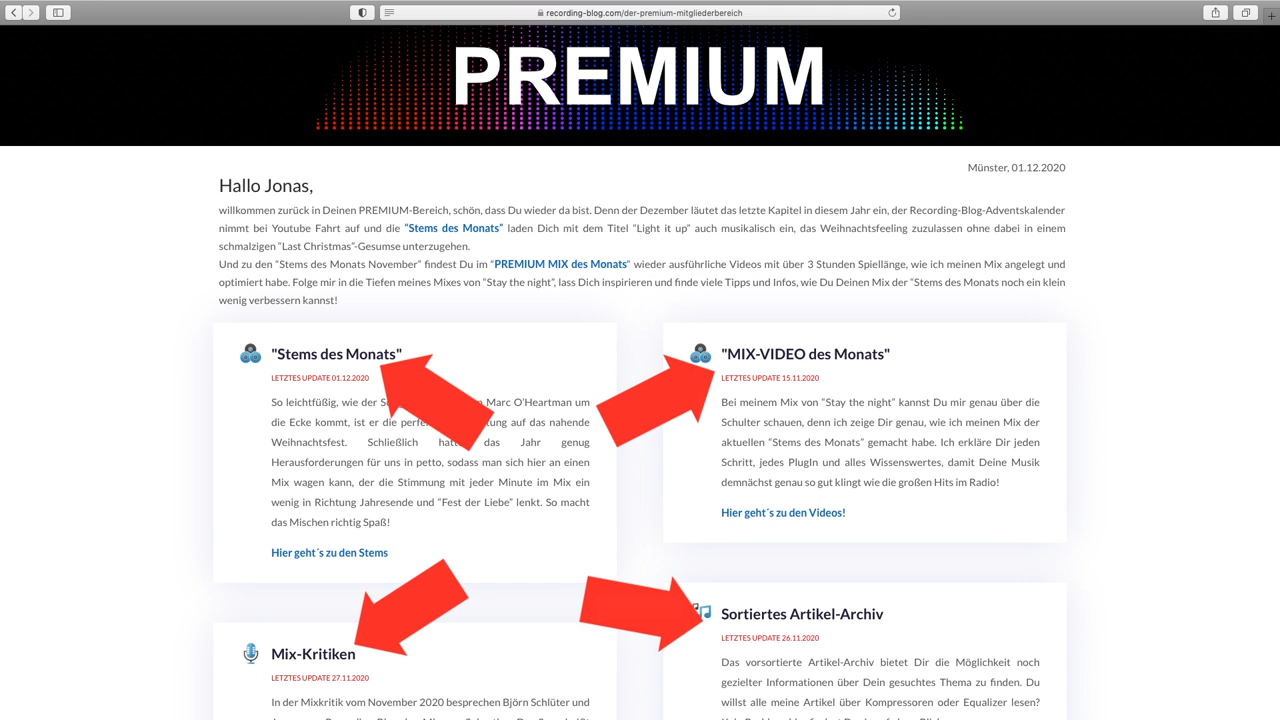 recording-blog.com/der-premium-mitgliederbereich
PREMIUM
Münster, 01.12.2020
Hallo Jonas,
willkommen zurück in Deinen PREMIUM-Bereich, schön, dass Du wieder da bist. Denn der Dezember läutet das letzte Kapitel in diesem Jahr ein, der Recording-Blog-Adventskalender
nimmt bei Youtube Fahrt auf und die "Stems des Monats" laden Dich mit dem Titel "Light it up" auch musikalisch ein, das Weihnachtsfeeling zuzulassen ohne dabei in einem
schmalzigen "Last Christmas"-Gesumse unterzugehen.
Und zu den "Stems des Monats November" findest Du im "PREMIUM MIX des Monats" wieder ausführliche Videos mit über 3 Stunden Spiellänge, wie ich meinen Mix angelegt und
optimiert habe. Folge mir in die Tiefen meines Mixes von "Stay the night", lass Dich inspirieren und finde viele Tipps und Infos, wie Du Deinen Mix der "Stems des Monats noch ein klein
wenig verbessern kannst!
"Stems des Monats"
LETZTES UPDATE 01.12.2020
So leichtfüßig, wie der Marc O'Heartman um
die Ecke kommt, ist er die auf das nahende
Weihnachtsfest. Schließlich das Jahr genug
Herausforderungen für uns in petto, sodass man sich hier an einen
Mix wagen kann, der die Stimmung mit jeder Minute im Mix ein
wenig in Richtung Jahresende und "Fest der Liebe" lenkt. So macht
das Mischen richtig Spaß!
Hier geht´s zu den Stems
"MIX-VIDEO des Monats"
LETZTES UPDATE 15.11.2020
Bei meinem Mix von "Stay the night" kannst Du mir genau über die
Schulter schauen, denn ich zeige Dir genau, wie ich meinen Mix der
aktuellen "Stems des Monats" gemacht habe. Ich erkläre Dir jeden
Schritt, jedes PlugIn und alles Wissenswertes, damit Deine Musik
demnächst genau so gut klingt wie die großen Hits im Radio!
Hier geht´s zu den Videos!
Mix-Kritiken
LETZTES UPDATE 27.11.2020
In der Mixkritik vom November 2020 besprechen Björn Schlüter und
Sortiertes Artikel-Archiv
LETZTES UPDATE 26.11.2020
Das vorsortierte Artikel-Archiv bietet Dir die Möglichkeit noch
gezielter Informationen über Dein gesuchtes Thema zu finden. Du
willst alle meine Artikel über Kompressoren oder Equalizer lesen?